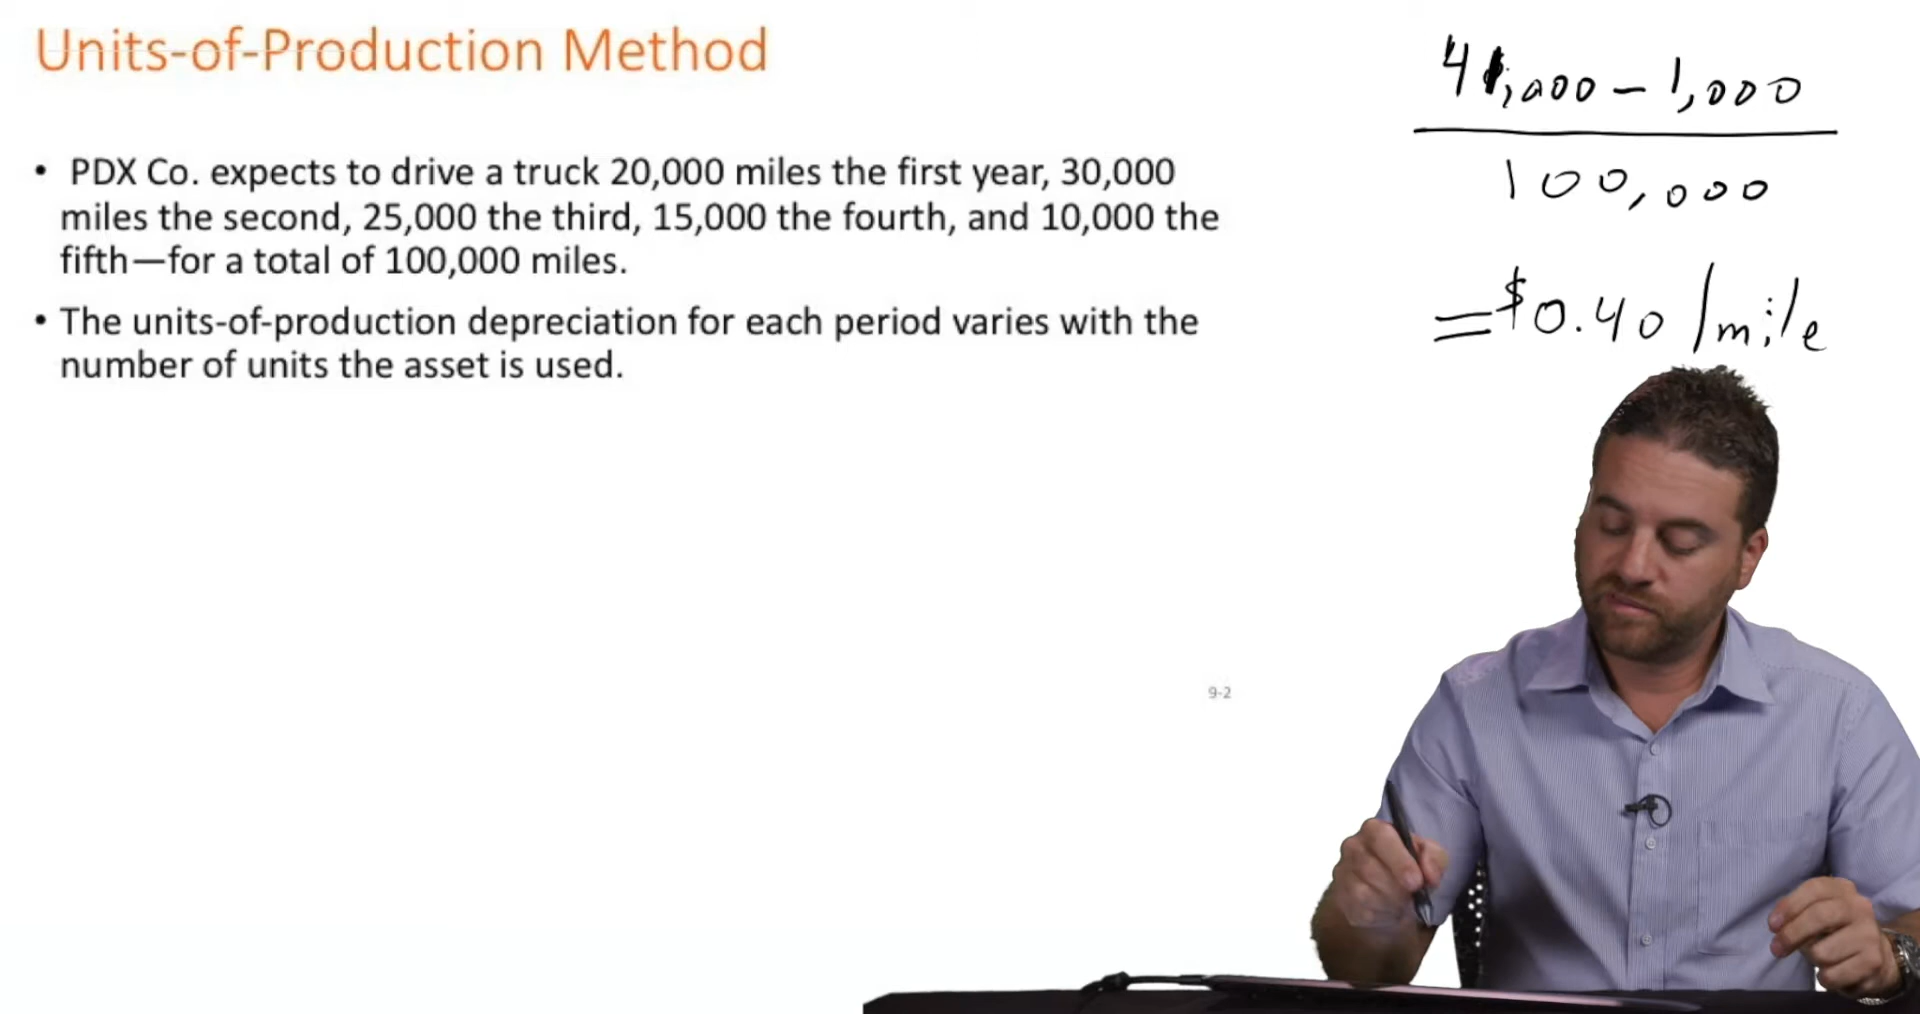 Units-of-Production Method
• PDX Co. expects to drive a truck 20,000 miles the first year, 30,000
miles the second, 25,000 the third, 15,000 the fourth, and 10,000 the
fifth—for a total of 100,000 miles.
• The units-of-production depreciation for each period varies with the
number of units the asset is used.
9-2
41,000 - 1,000
100,000
= $0.40 / mile